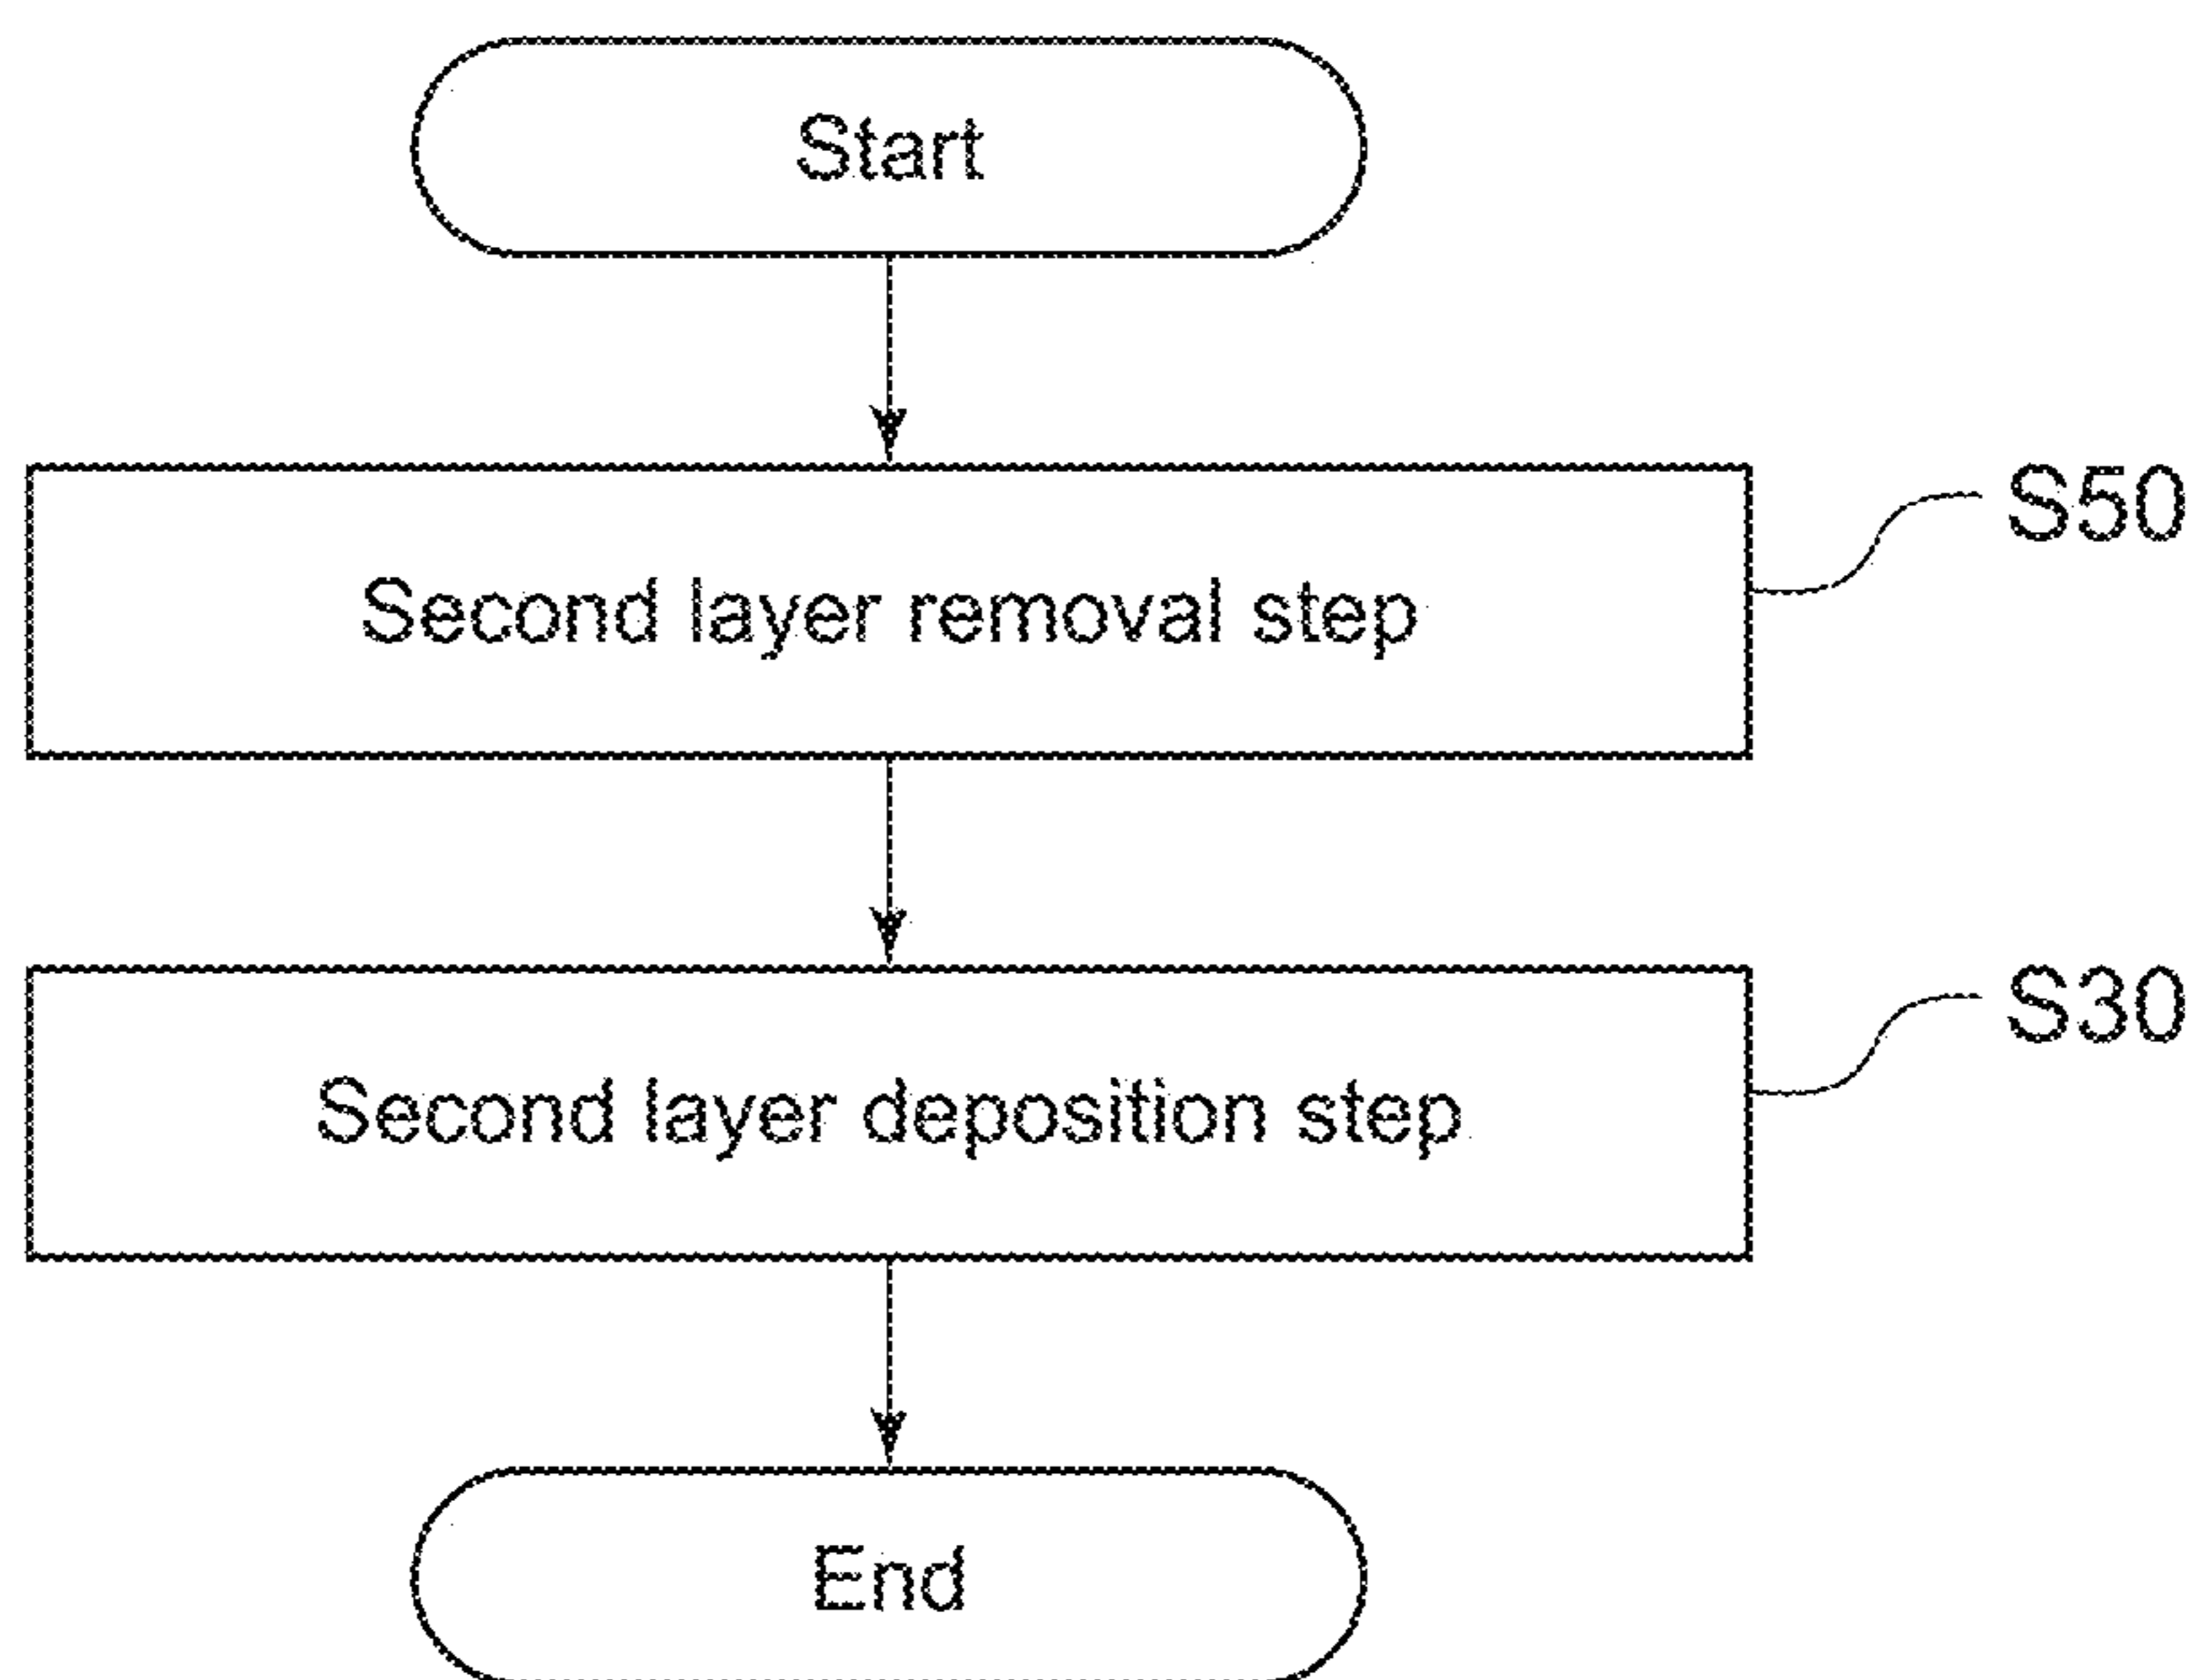 Start
Second layer removal step
S50
Second layer deposition step
S30
End